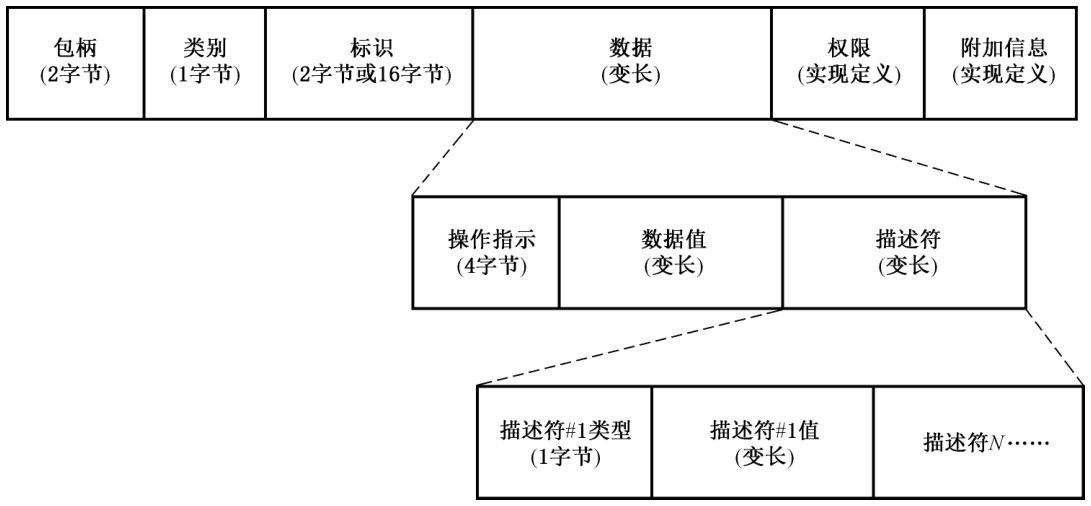 包柄
(2字节)
类别
(1字节)
标识
(2字节或16字节)
数据
(变长)
权限
(实现定义)
附加信息
(实现定义)
操作指示
(4字节)
数据值
(变长)
描述符
(变长)
描述符#1类型
(1字节)
描述符#1值
(变长)
描述符N……